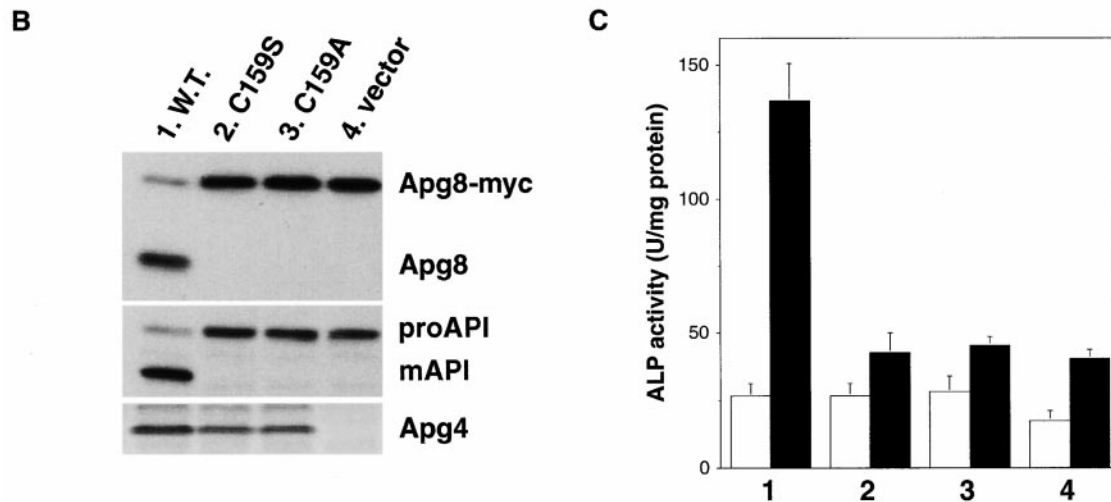 B
1. W.T.
2. C159S
3. C159A
4. vector
Apg8-myc
Apg8
proAPI
mAPI
Apg4
C
ALP activity (U/mg protein)
150
100
50
0
1 2 3 4